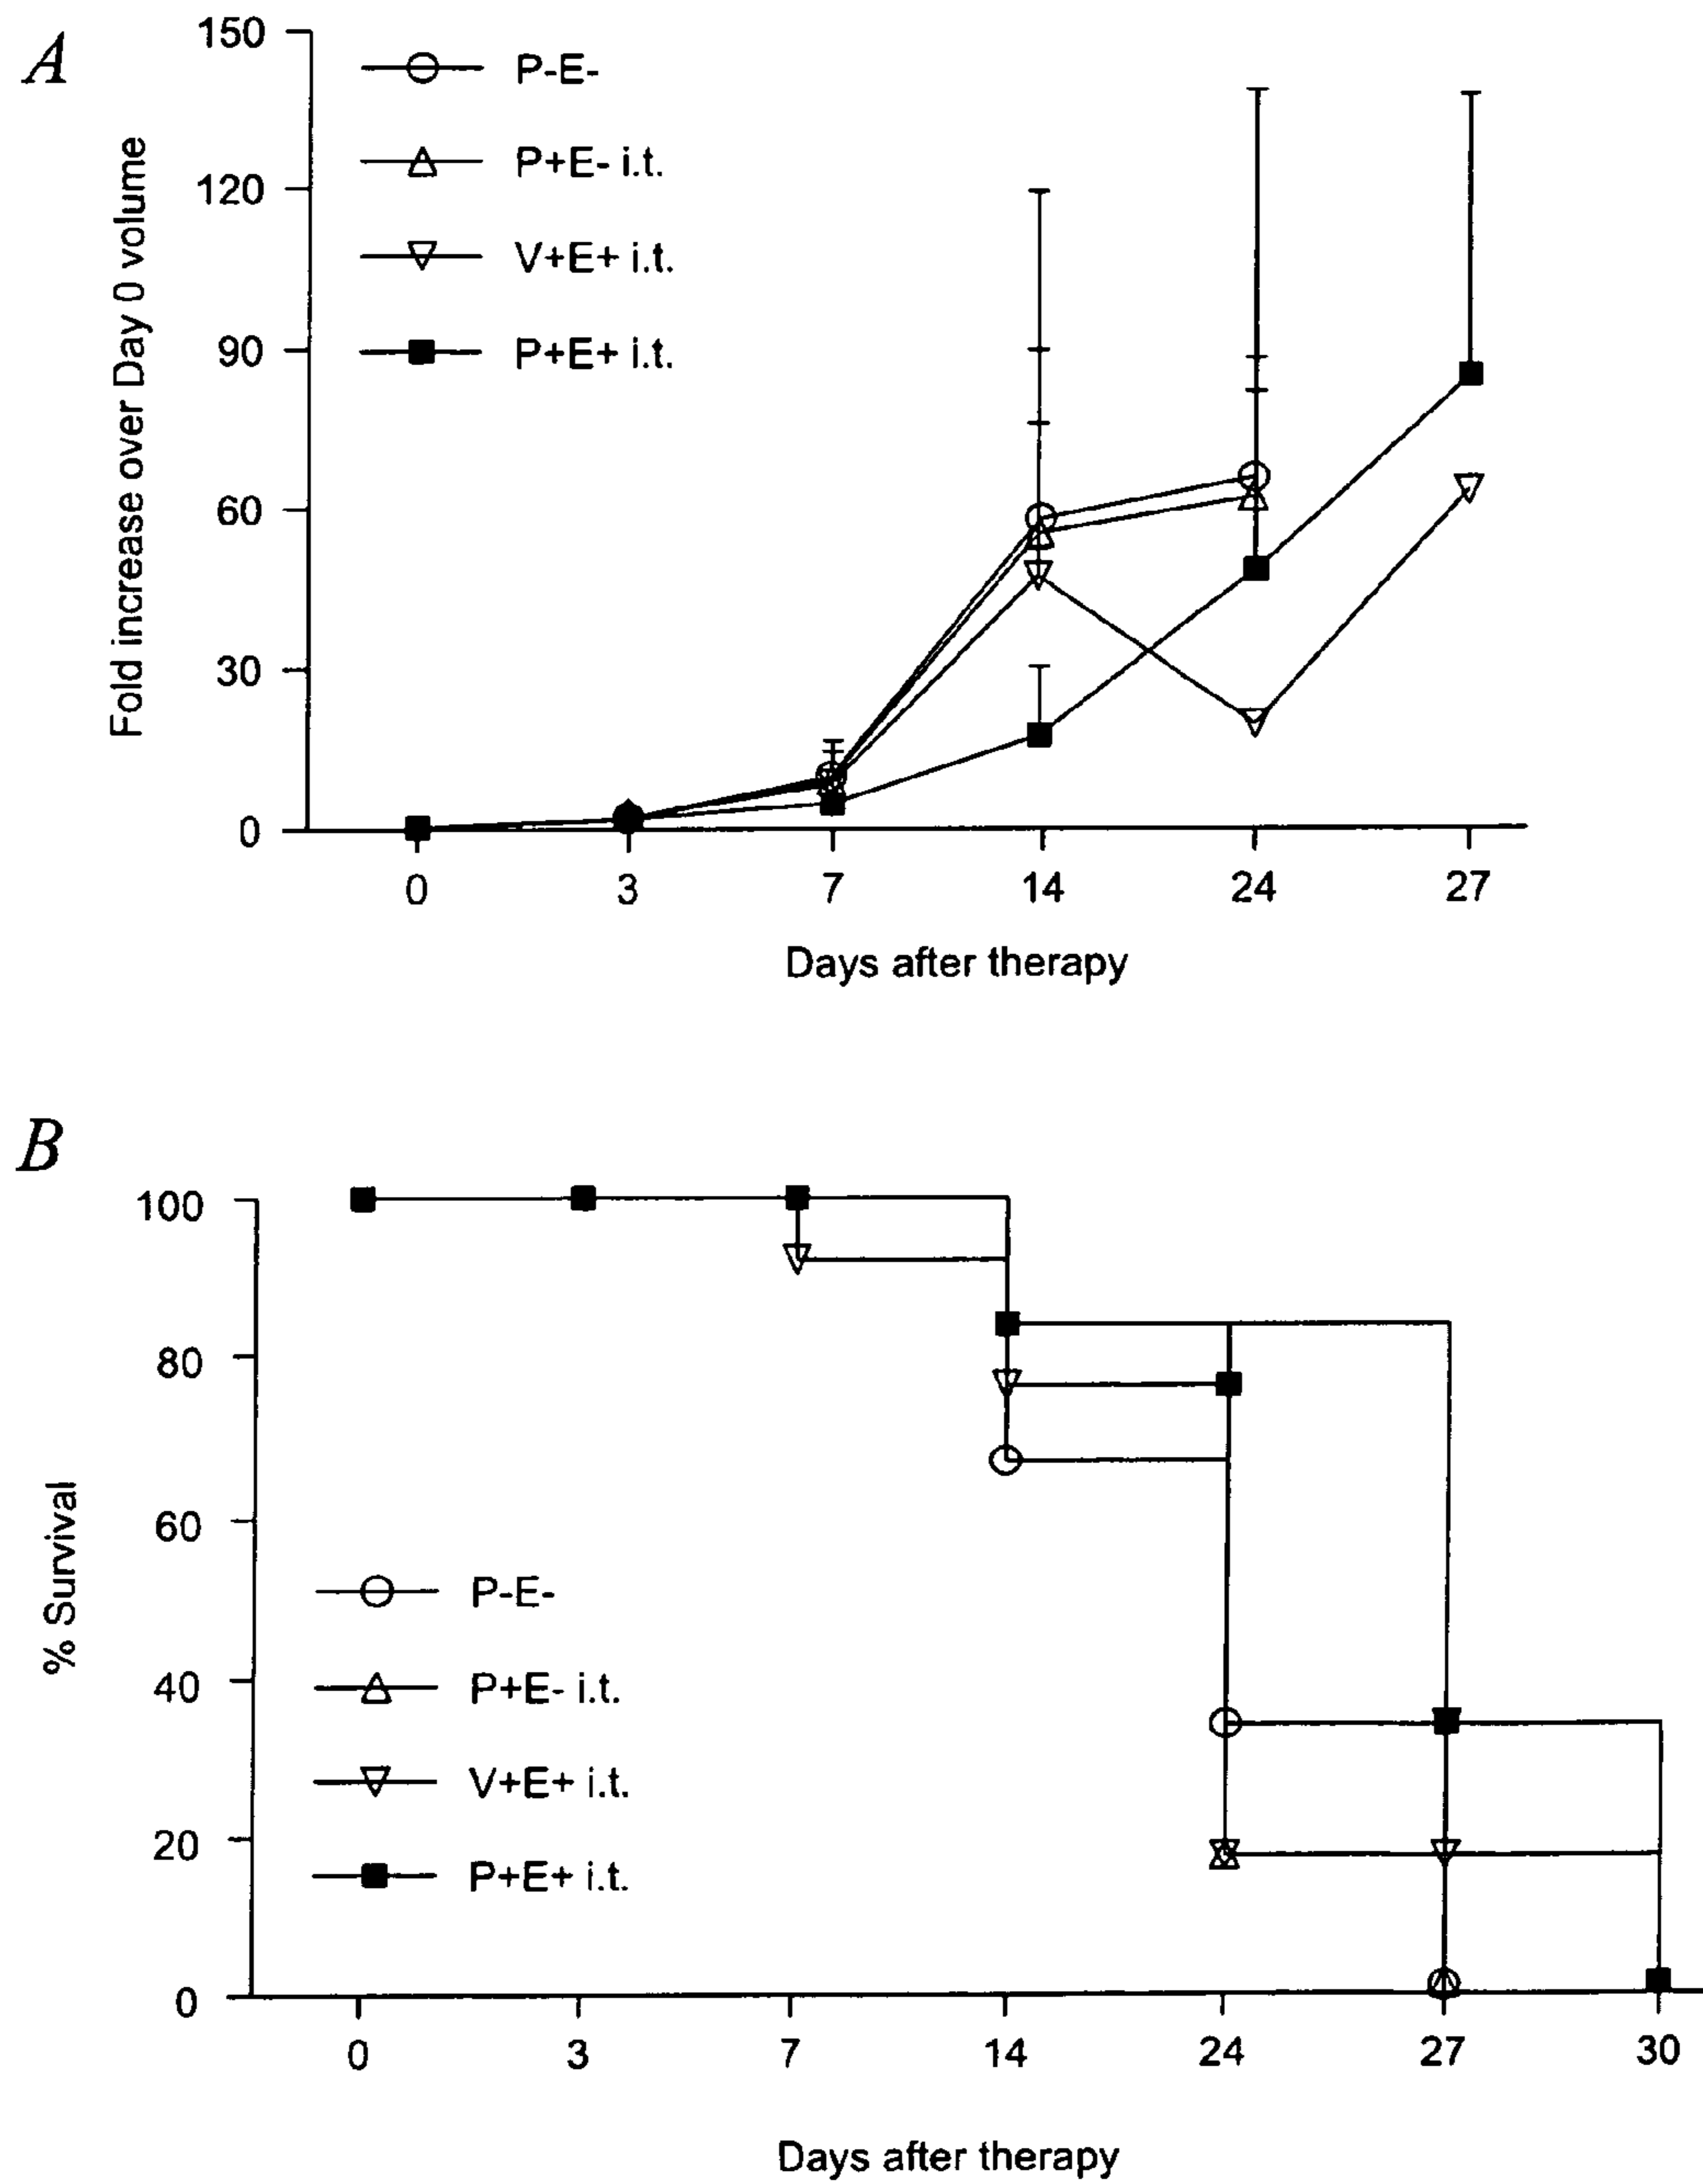 A
150
120
90
60
30
0
Fold increase over Day 0 volume
P-E-
P+E- i.t.
V+E+ i.t.
P+E+ i.t.
0 3 7 14 24 27
Days after therapy
B
100
80
60
40
20
0
% Survival
P-E-
P+E- i.t.
V+E+ i.t.
P+E+ i.t.
0 3 7 14 24 27 30
Days after therapy